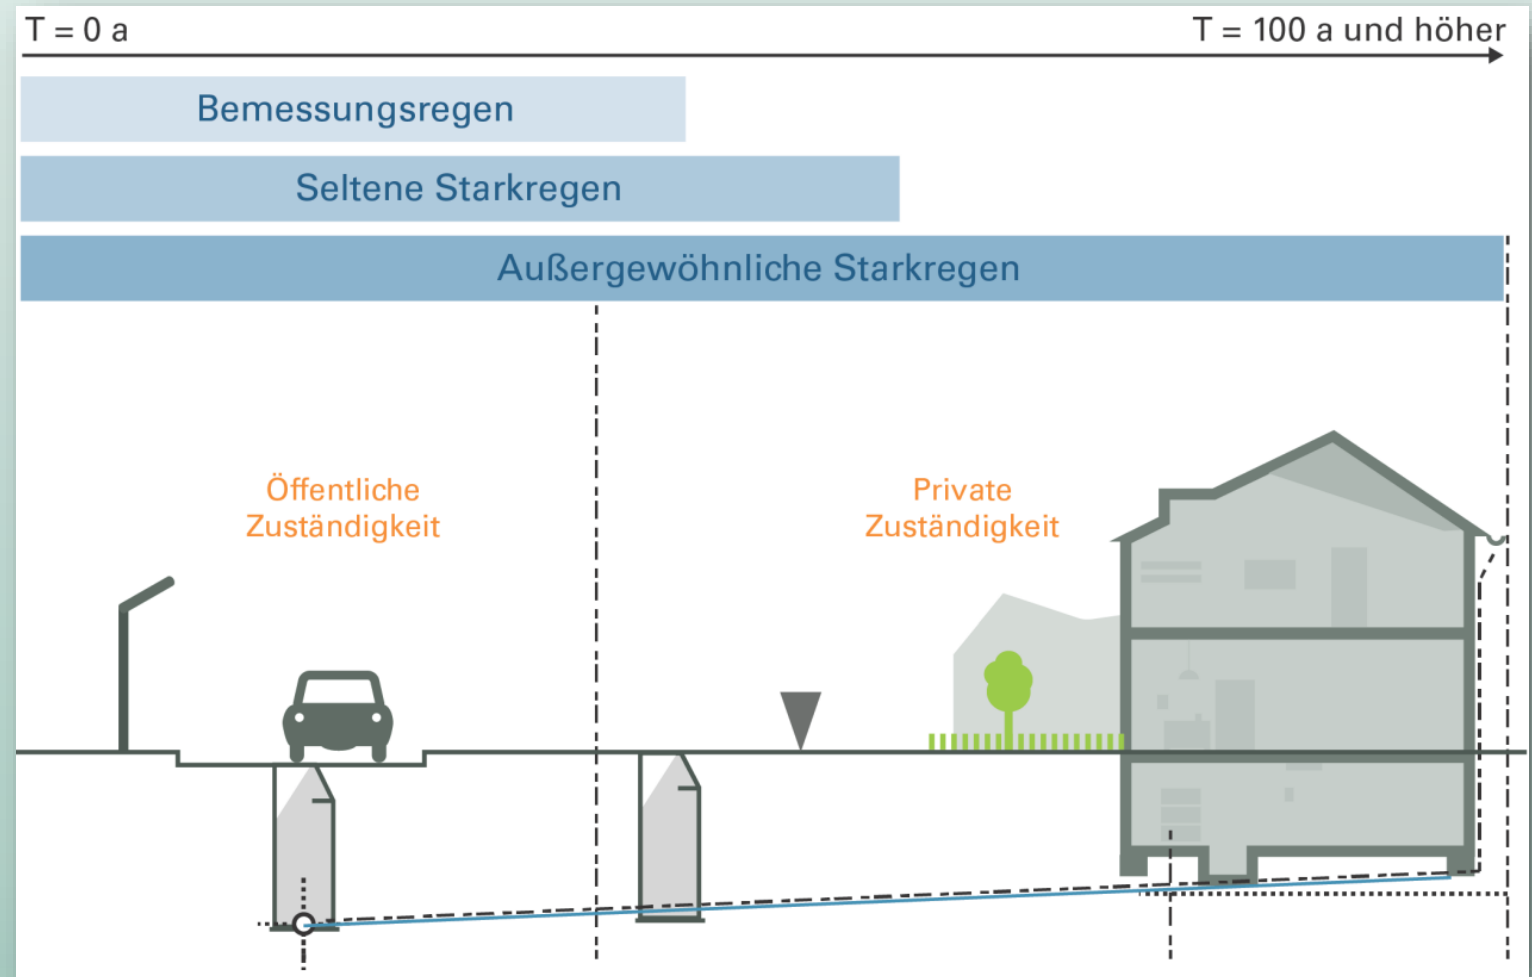 T = 0 a
T = 100 a und höher
Bemessungsregen
Seltene Starkregen
Außergewöhnliche Starkregen
Öffentliche
Zuständigkeit
Private
Zuständigkeit